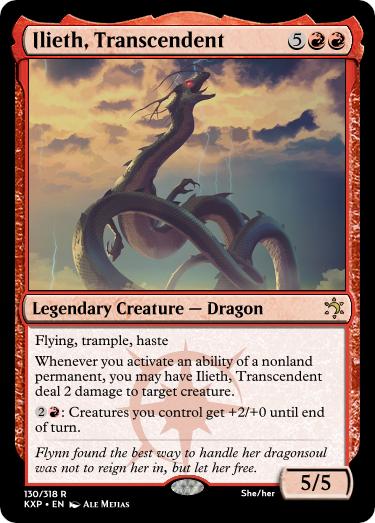 Ilieth, Transcendent 5
Legendary Creature — Dragon
Flying, trample, haste
Whenever you activate an ability of a nonland
permanent, you may have Ilieth, Transcendent
deal 2 damage to target creature.
2 : Creatures you control get +2/+0 until end
of turn.
Flynn found the best way to handle her dragonsoul
was not to reign her in, but let her free.
5/5
130/318 R She/her
KXP • EN Ale Mejias